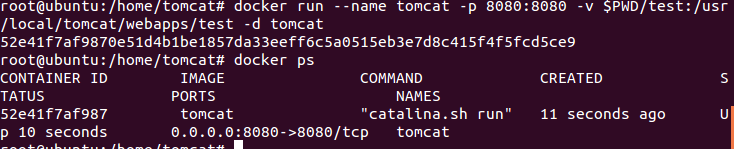 root@ubuntu:/home/tomcat# docker run --name tomcat -p 8080:8080 -v $PWD/test:/usr
/local/tomcat/webapps/test -d tomcat
52e41f7af9870e51d4b1be1857da33eeff6c5a0515eb3e7d8c415f4f5fcd5ce9
root@ubuntu:/home/tomcat# docker ps
CONTAINER ID        IMAGE               COMMAND             CREATED             S
TATUS              PORTS                    NAMES
52e41f7af987        tomcat              "catalina.sh run"   11 seconds ago      U
p 10 seconds       0.0.0.0:8080->8080/tcp   tomcat
root@ubuntu:/home/tomcat#